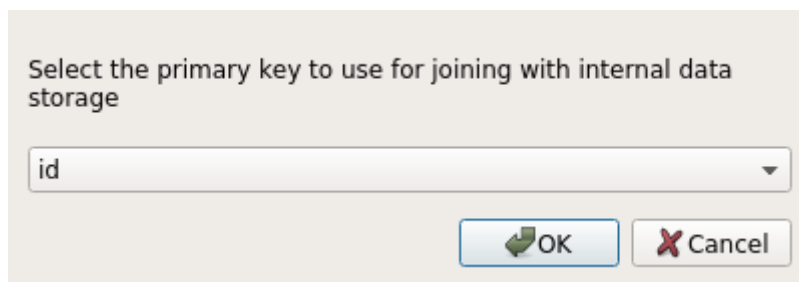 Select the primary key to use for joining with internal data
storage
id
OK
Cancel